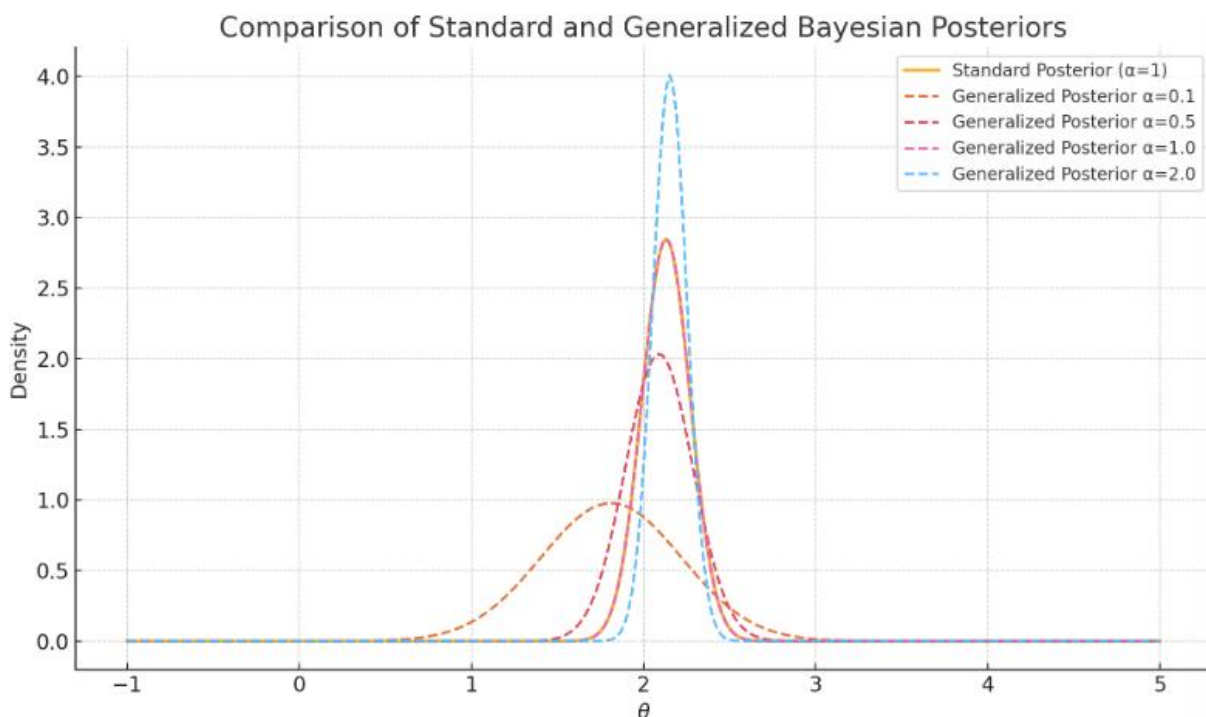 Comparison of Standard and Generalized Bayesian Posteriors
Standard Posterior (α=1)
Generalized Posterior α=0.1
Generalized Posterior α=0.5
Generalized Posterior α=1.0
Generalized Posterior α=2.0
Density
4.0
3.5
3.0
2.5
2.0
1.5
1.0
0.5
0.0
−1 0 1 2 3 4 5
θ